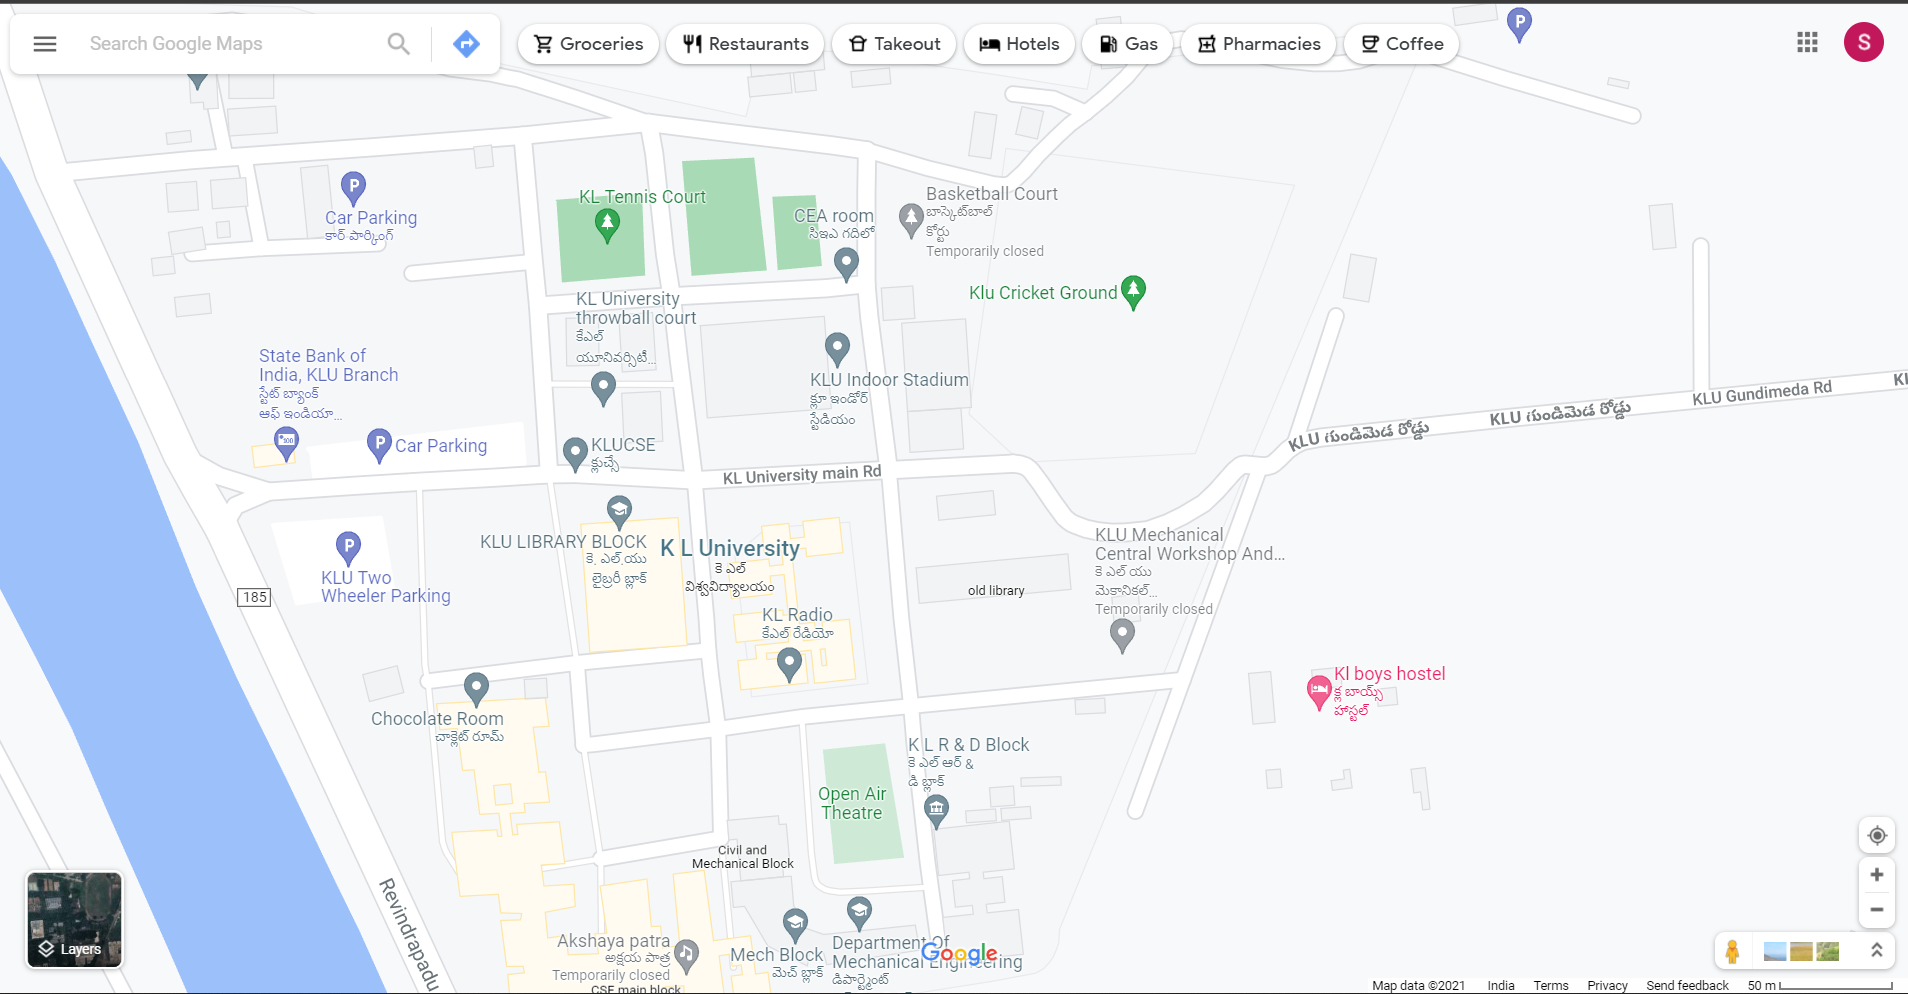 Search Google Maps
Groceries
Restaurants
Takeout
Hotels
Gas
Pharmacies
Coffee
P
S
P
Car Parking
కార్ పార్కింగ్
KL Tennis Court
CEA room
సిఇఎ గదిలో
Basketball Court
బాస్కెట్‌బాల్
కోర్టు
Temporarily closed
Klu Cricket Ground
KL University
throwball court
కేఎల్
యూనివర్సిటీ...
State Bank of
India, KLU Branch
స్టేట్ బ్యాంక్
ఆఫ్ ఇండియా...
P
Car Parking
KLU Indoor Stadium
క్లూ ఇండోర్
స్టేడియం
KLU Gundimeda Rd
KLU గుండిమెడ రోడ్డు
KLU గుండిమెడ రోడ్డు
KLUCSE
క్లుచ్సే
KL University main Rd
KLU LIBRARY BLOCK
కె. ఎల్.యు
లైబ్రరీ బ్లాక్
K L University
కె ఎల్
విశ్వవిద్యాలయం
KLU Mechanical
Central Workshop And...
కె ఎల్ యు
మెకానికల్...
Temporarily closed
P
KLU Two
Wheeler Parking
185
old library
KL Radio
కేఎల్ రేడియో
Kl boys hostel
క్ల బాయ్స్
హాస్టల్
Chocolate Room
చాక్లెట్ రూమ్
K L R & D Block
కె ఎల్ ఆర్ &
డి బ్లాక్
Open Air
Theatre
Civil and
Mechanical Block
Revindrapadu
Layers
Akshaya patra
అక్షయ పాత్ర
Temporarily closed
CSE main block
Mech Block
మెచ్ బ్లాక్
Department Of
Mechanical Engineering
డిపార్ట్మెంట్
Google
Map data ©2021
India
Terms
Privacy
Send feedback
50 m